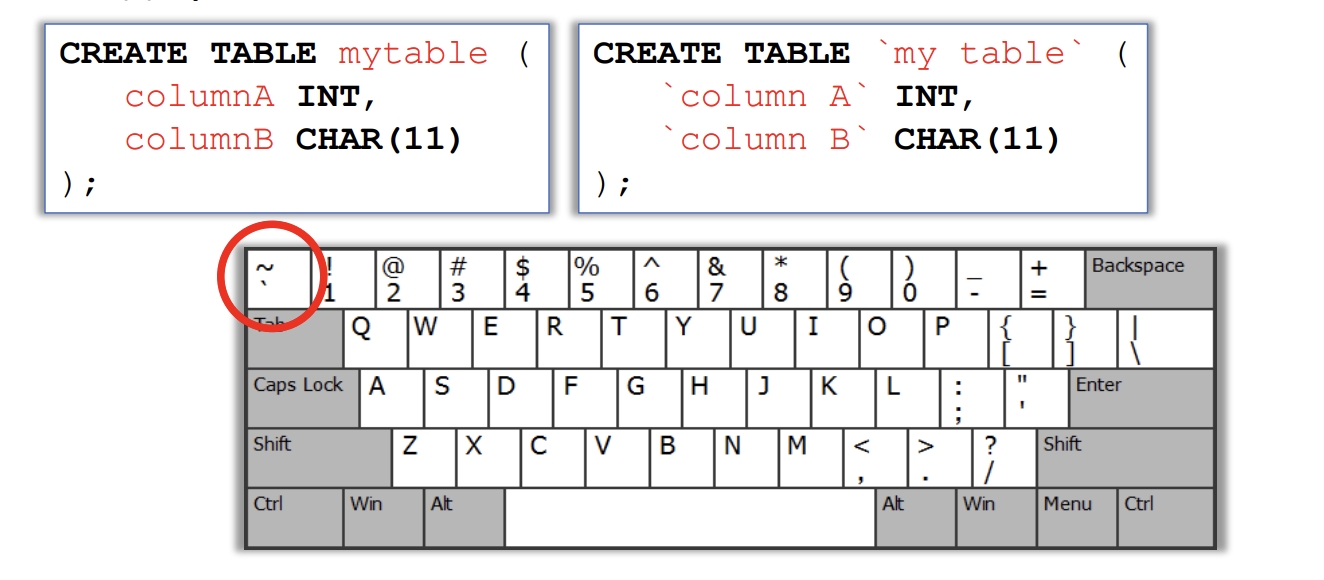 CREATE TABLE mytable (
columnA INT,
columnB CHAR(11)
);
CREATE TABLE `my table` (
`column A` INT,
`column B` CHAR(11)
);
~ ! @ # $ % ^ & * ( ) _ + Backspace
` 1 2 3 4 5 6 7 8 9 0 - =
Tab Q W E R T Y U I O P { } |
[ ] \
Caps Lock A S D F G H J K L : " Enter
; '
Shift Z X C V B N M < > ? Shift
, . /
Ctrl Win Alt Alt Win Menu Ctrl